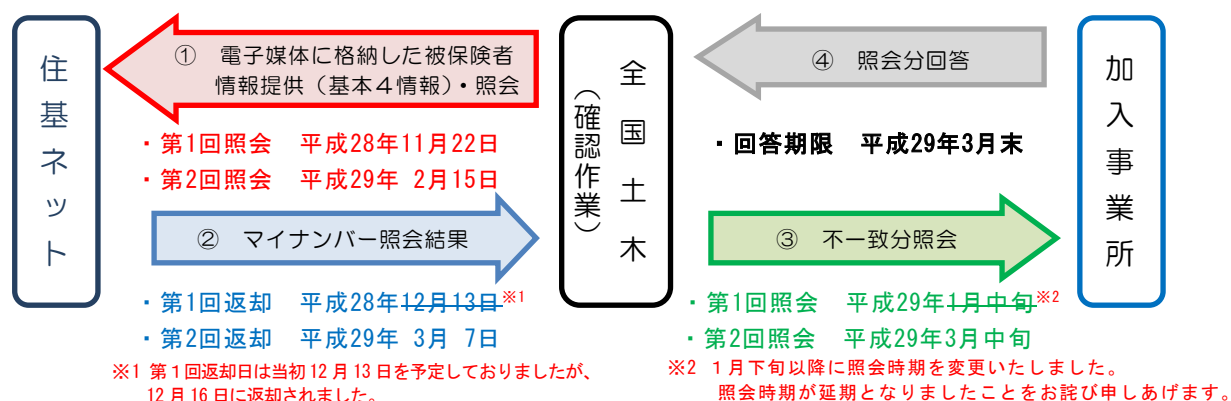 住基ネット
① 電子媒体に格納した被保険者
情報提供（基本４情報）・照会
・第1回照会　平成28年11月22日
・第2回照会　平成29年 2月15日
② マイナンバー照会結果
・第1回返却　平成28年12月13日※1
・第2回返却　平成29年 3月 7日
※1 第１回返却日は当初12月13日を予定しておりましたが、
12月16日に返却されました。
全国土木
（確認作業）
④ 照会分回答
・回答期限　平成29年3月末
③ 不一致分照会
・第1回照会　平成29年1月中旬※2
・第2回照会　平成29年3月中旬
※2 １月下旬以降に照会時期を変更いたしました。
照会時期が延期となりましたことをお詫び申しあげます。
加入事業所